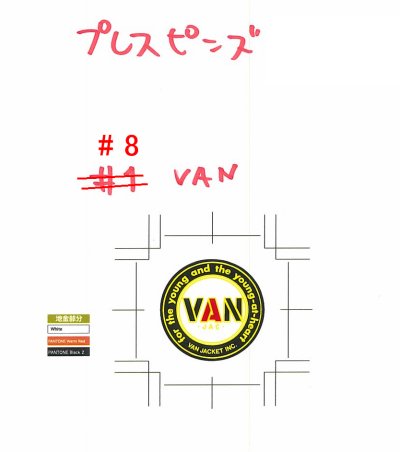 プレスピンズ
#8
#1 VAN
for the young and the young-at-heart
VAN
-JAC-
VAN JACKET INC.
地金部分
White
PANTONE Warm Red
PANTONE Black 2